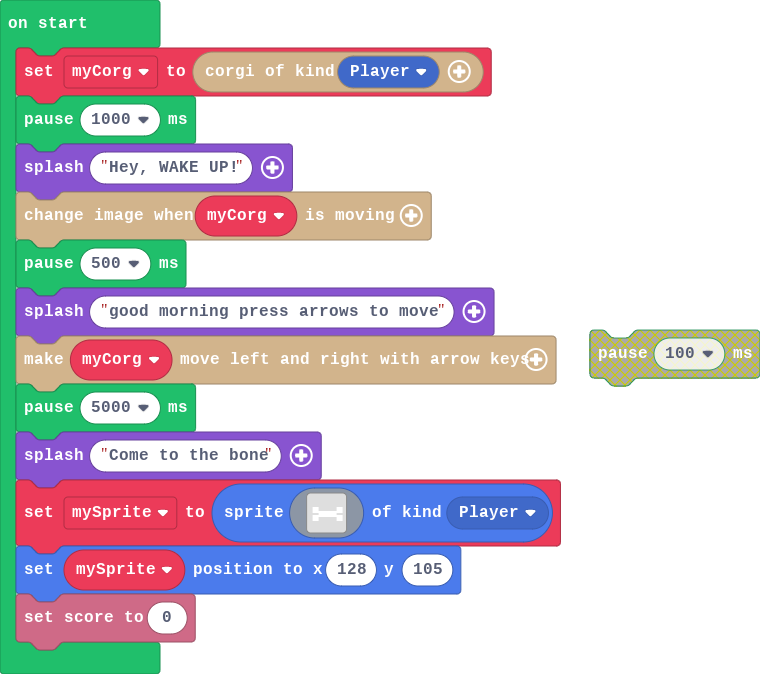 on start
set myCorg to corgi of kind Player
pause 1000 ms
splash "Hey, WAKE UP!"
change image when myCorg is moving
pause 500 ms
splash "good morning press arrows to move"
make myCorg move left and right with arrow keys
pause 100 ms
pause 5000 ms
splash "Come to the bone"
set mySprite to sprite of kind Player
set mySprite position to x 128 y 105
set score to 0